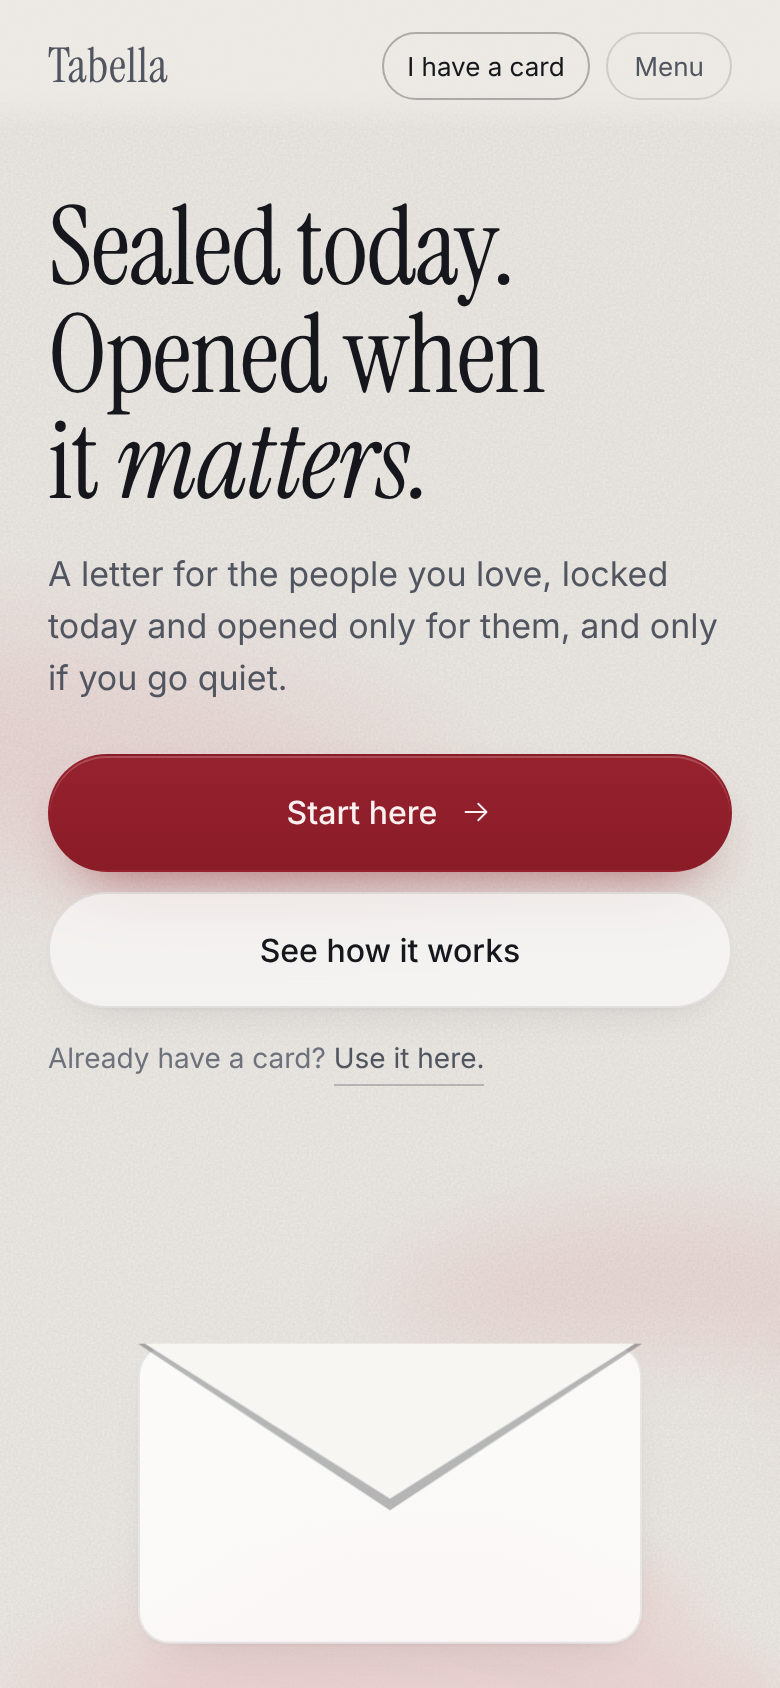 Tabella
I have a card
Menu
Sealed today.
Opened when
it matters.
A letter for the people you love, locked
today and opened only for them, and only
if you go quiet.
Start here →
See how it works
Already have a card? Use it here.